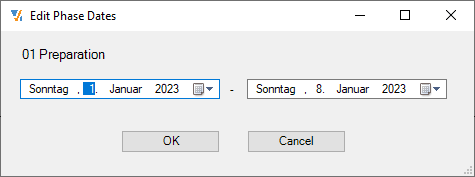 Edit Phase Dates
01 Preparation
Sonntag , 1. Januar 2023 - Sonntag , 8. Januar 2023
OK Cancel